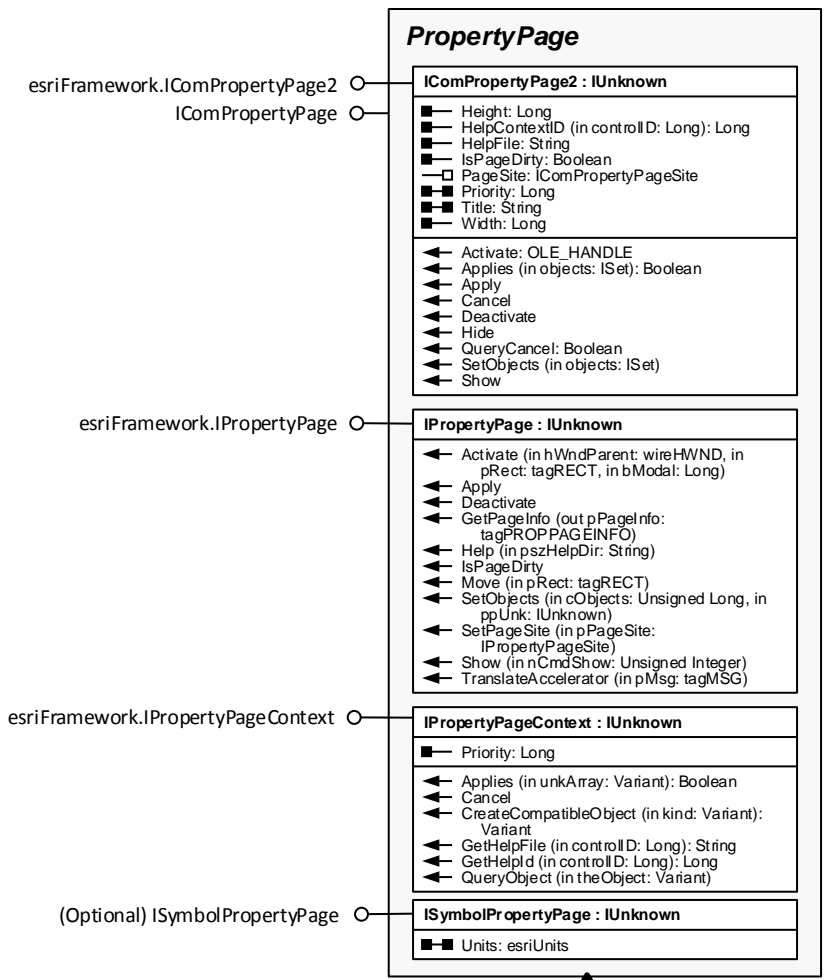 PropertyPage
esriFramework.IComPropertyPage2
IComPropertyPage
IComPropertyPage2 : IUnknown
Height: Long
HelpContextID (in controlID: Long): Long
HelpFile: String
IsPageDirty: Boolean
PageSite: IComPropertyPageSite
Priority: Long
Title: String
Width: Long
Activate: OLE_HANDLE
Applies (in objects: ISet): Boolean
Apply
Cancel
Deactivate
Hide
QueryCancel: Boolean
SetObjects (in objects: ISet)
Show
esriFramework.IPropertyPage
IPropertyPage : IUnknown
Activate (in hWndParent: wireHWND, in
pRect: tagRECT, in bModal: Long)
Apply
Deactivate
GetPageInfo (out pPageInfo:
tagPROPPAGEINFO)
Help (in pszHelpDir: String)
IsPageDirty
Move (in pRect: tagRECT)
SetObjects (in cObjects: Unsigned Long, in
ppUnk: IUnknown)
SetPageSite (in pPageSite:
IPropertyPageSite)
Show (in nCmdShow: Unsigned Integer)
TranslateAccelerator (in pMsg: tagMSG)
esriFramework.IPropertyPageContext
IPropertyPageContext : IUnknown
Priority: Long
Applies (in unkArray: Variant): Boolean
Cancel
CreateCompatibleObject (in kind: Variant):
Variant
GetHelpFile (in controlID: Long): String
GetHelpId (in controlID: Long): Long
QueryObject (in theObject: Variant)
(Optional) ISymbolPropertyPage
ISymbolPropertyPage : IUnknown
Units: esriUnits